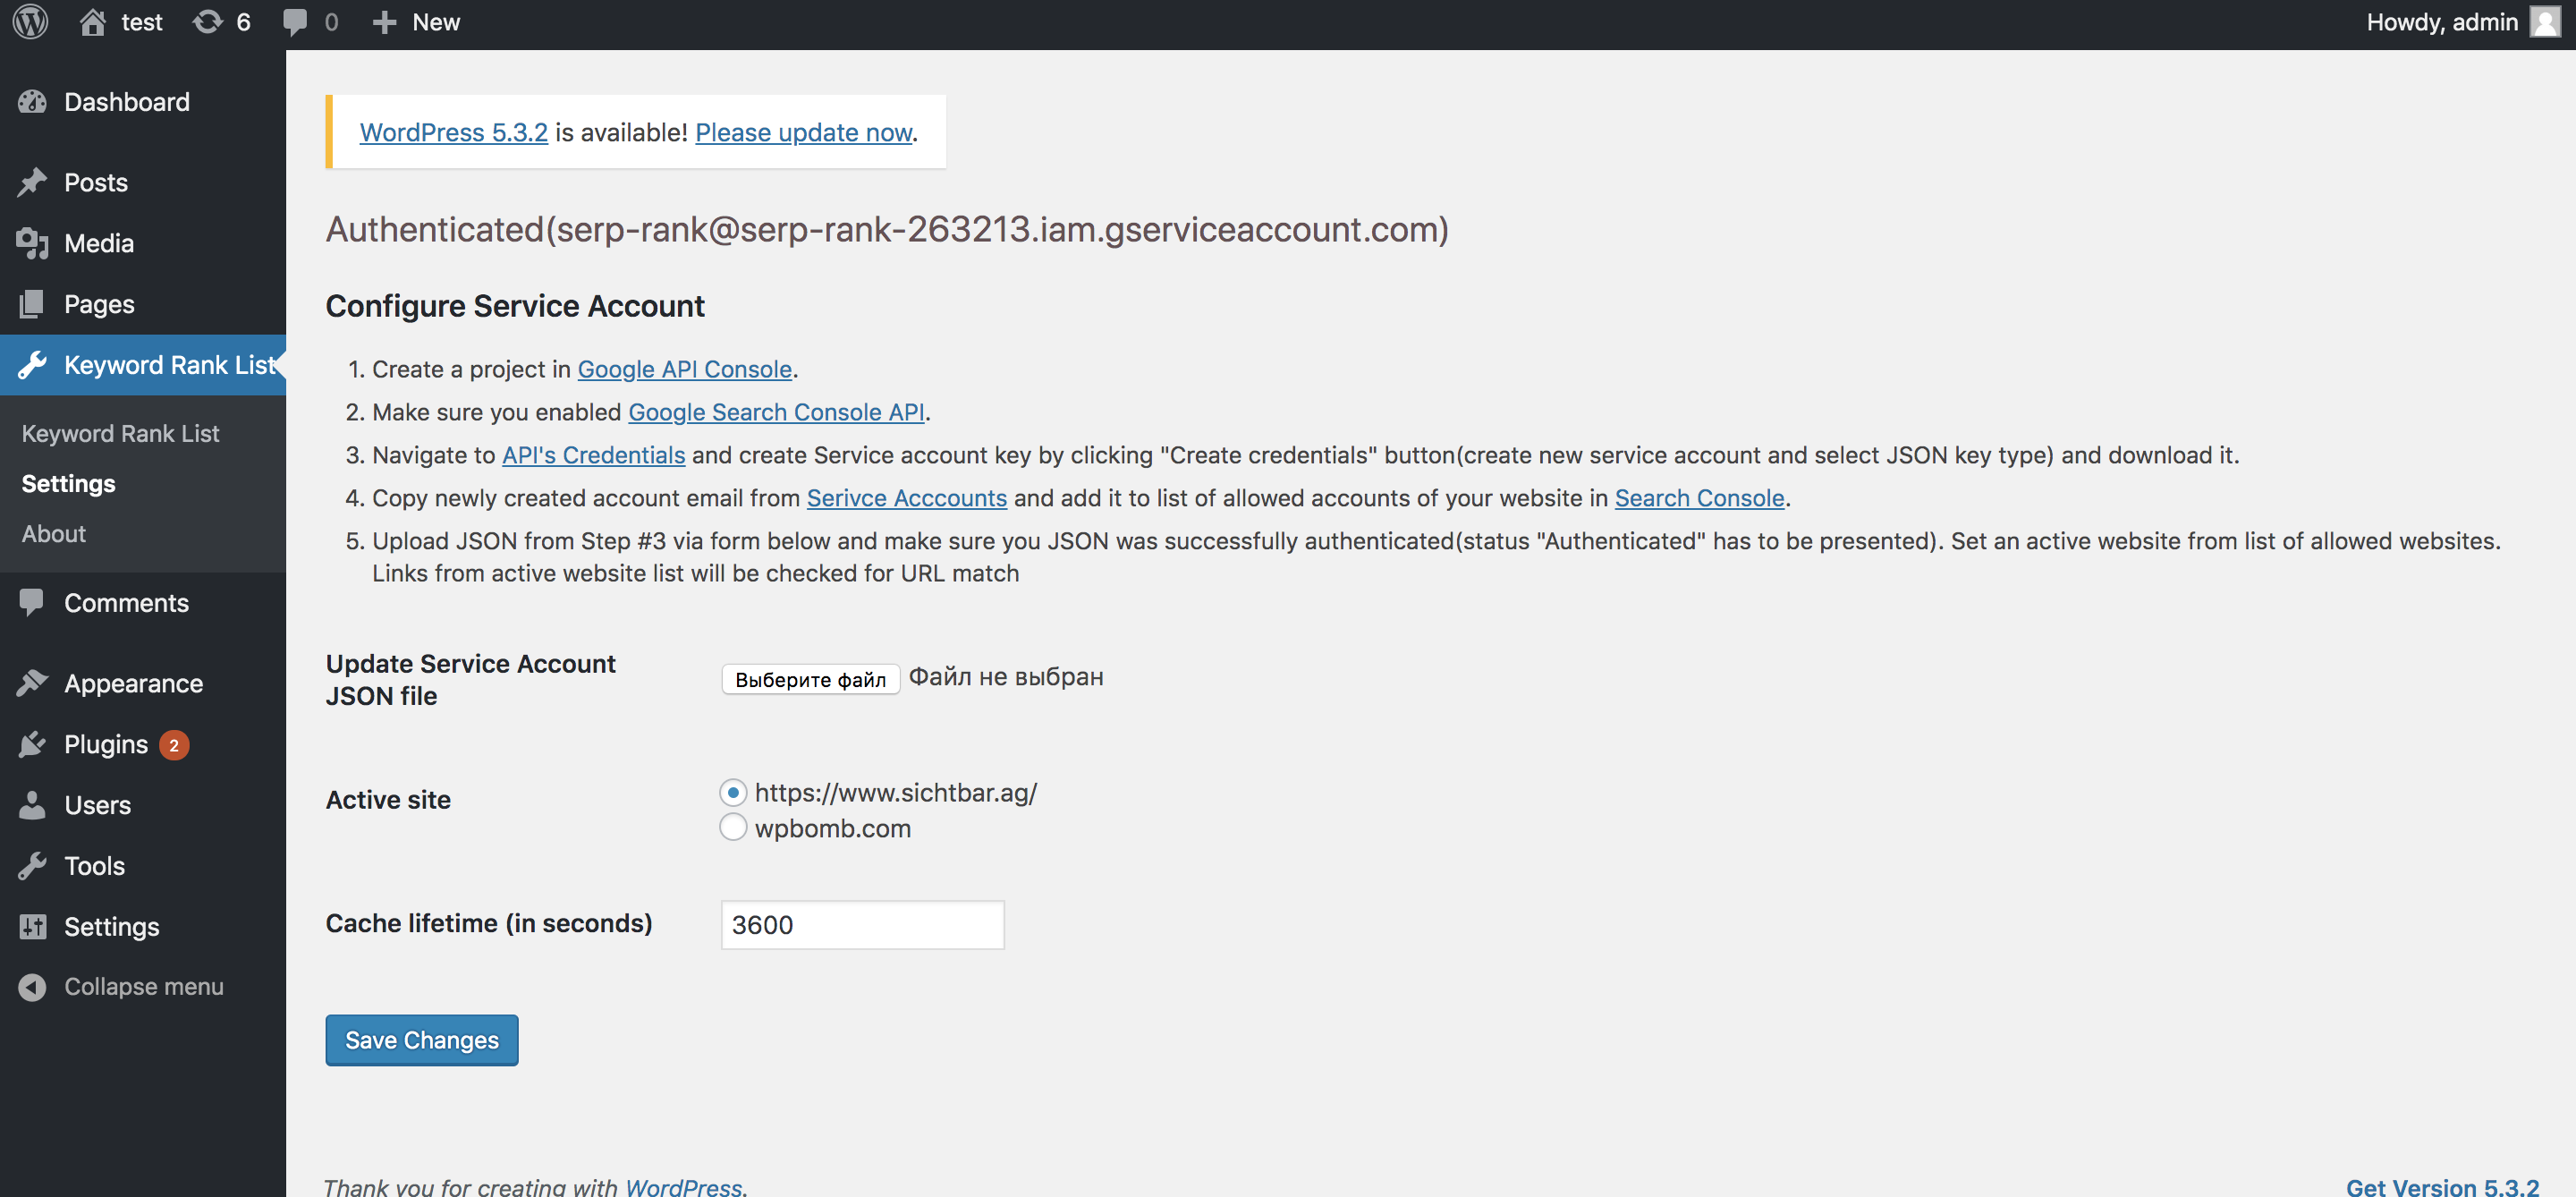 test 6 0 New Howdy, admin
Dashboard
Posts
Media
Pages
Keyword Rank List
Keyword Rank List
Settings
About
Comments
Appearance
Plugins 2
Users
Tools
Settings
Collapse menu
WordPress 5.3.2 is available! Please update now.
Authenticated(serp-rank@serp-rank-263213.iam.gserviceaccount.com)
Configure Service Account
1. Create a project in Google API Console.
2. Make sure you enabled Google Search Console API.
3. Navigate to API's Credentials and create Service account key by clicking "Create credentials" button(create new service account and select JSON key type) and download it.
4. Copy newly created account email from Serivce Acccounts and add it to list of allowed accounts of your website in Search Console.
5. Upload JSON from Step #3 via form below and make sure you JSON was successfully authenticated(status "Authenticated" has to be presented). Set an active website from list of allowed websites.
Links from active website list will be checked for URL match
Update Service Account
JSON file
Выберите файл Файл не выбран
Active site
https://www.sichtbar.ag/
wpbomb.com
Cache lifetime (in seconds)
3600
Save Changes
Thank you for creating with WordPress.
Get Version 5.3.2